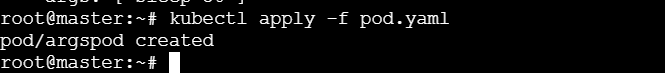 root@master:~# kubectl apply -f pod.yaml
pod/argspod created
root@master:~#